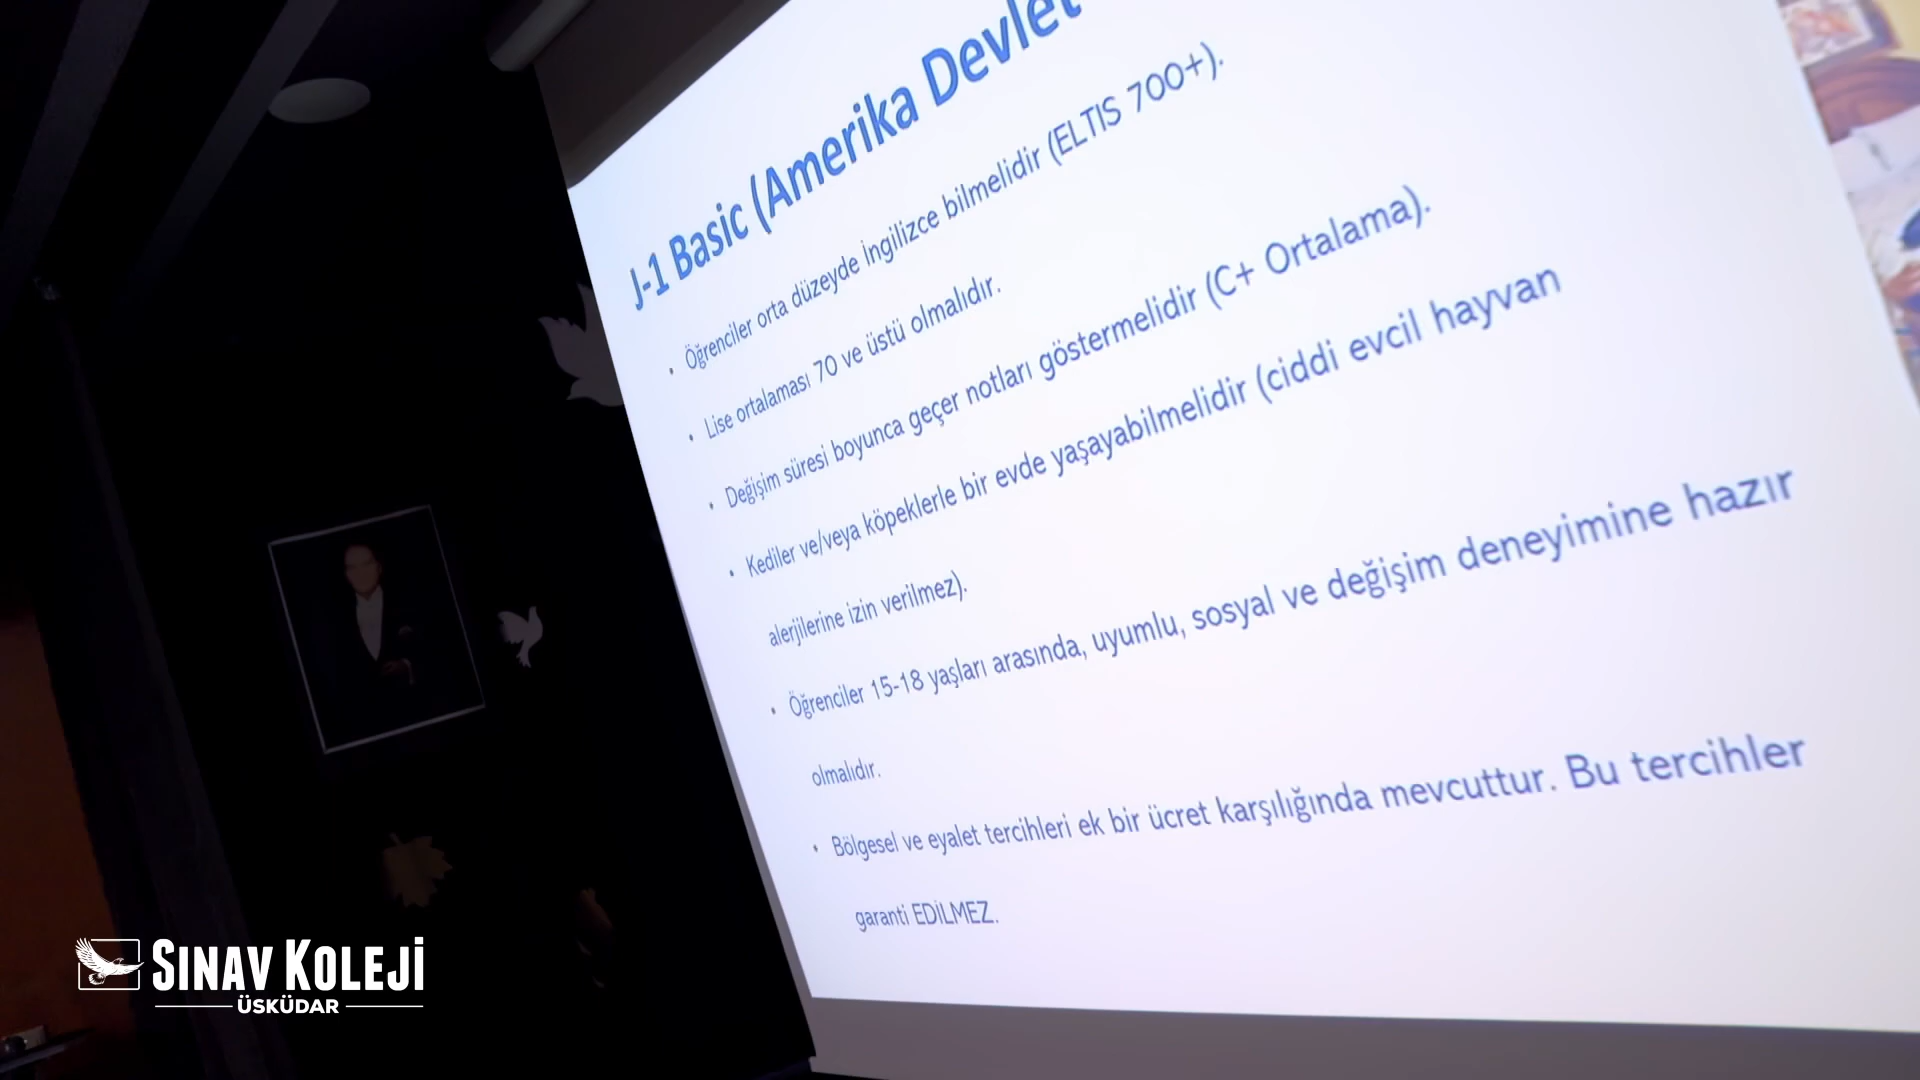 J-1 Basic (Amerika Devlet
• Öğrenciler orta düzeyde İngilizce bilmelidir (ELTIS 700+).
• Lise ortalaması 70 ve üstü olmalıdır.
• Değişim süresi boyunca geçer notları göstermelidir (C+ Ortalama).
• Kediler ve/veya köpeklerle bir evde yaşayabilmelidir (ciddi evcil hayvan
alerjilerine izin verilmez).
• Öğrenciler 15-18 yaşları arasında, uyumlu, sosyal ve değişim deneyimine hazır
olmalıdır.
• Bölgesel ve eyalet tercihleri ek bir ücret karşılığında mevcuttur. Bu tercihler
garanti EDİLMEZ.
SINAV KOLEJİ
ÜSKÜDAR